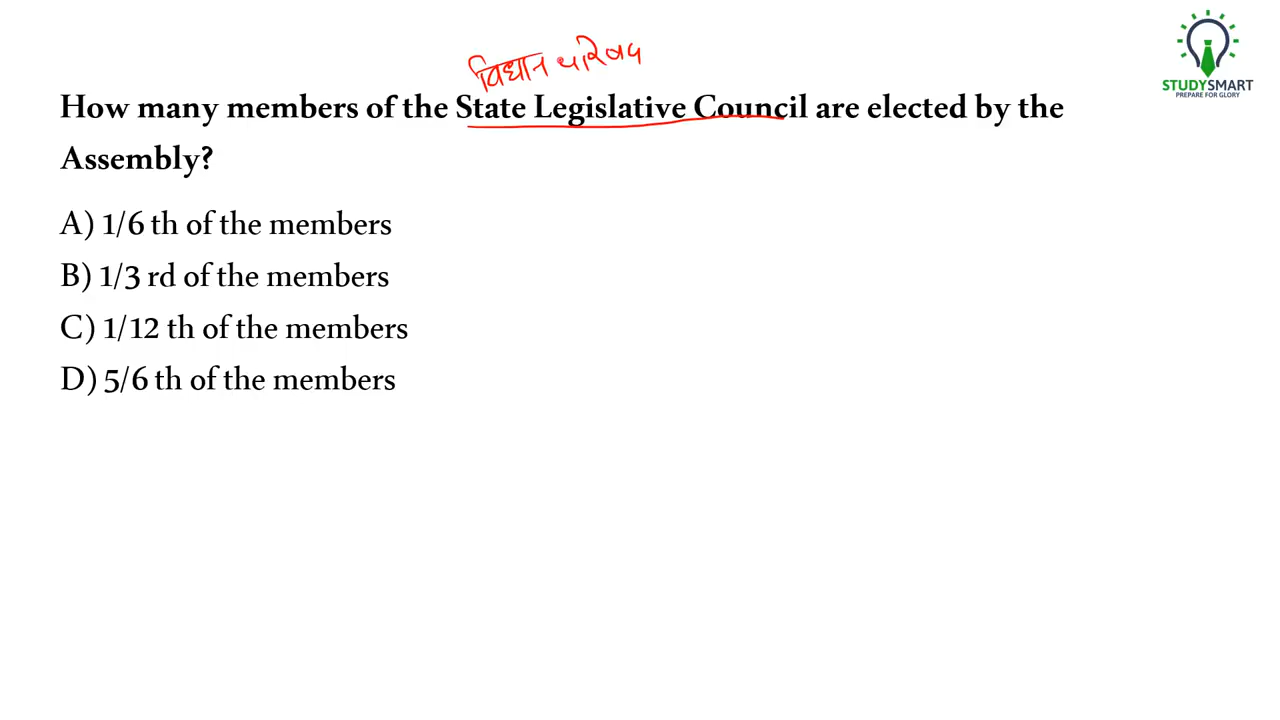 विधान परिषद
How many members of the State Legislative Council are elected by the
Assembly?
A) 1/6 th of the members
B) 1/3 rd of the members
C) 1/12 th of the members
D) 5/6 th of the members
STUDYSMART
PREPARE FOR GLORY